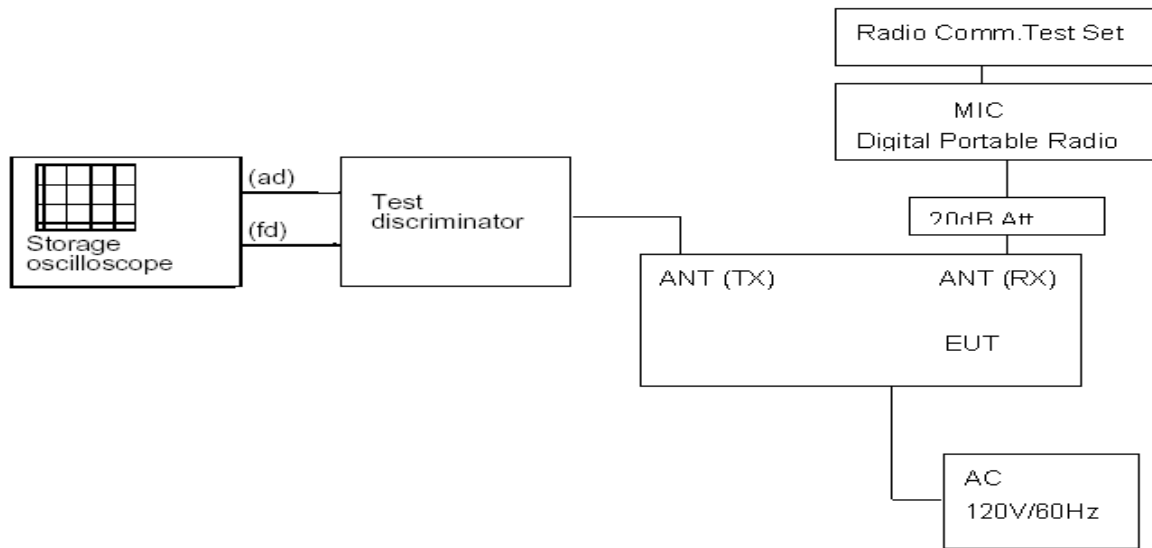 Radio Comm.Test Set
MIC
Digital Portable Radio
20dB Att
(ad)
(fd)
Storage
oscilloscope
Test
discriminator
ANT (TX)
ANT (RX)
EUT
AC
120V/60Hz